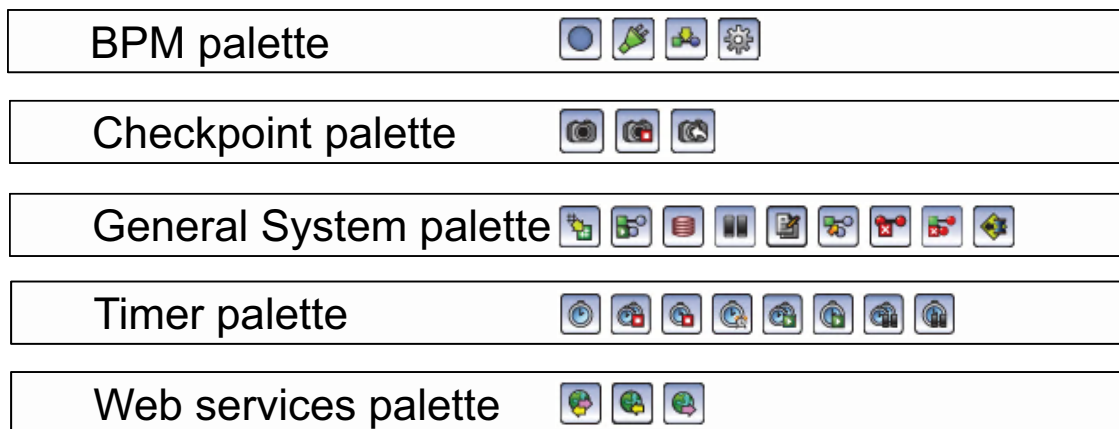 BPM palette
Checkpoint palette
General System palette
Timer palette
Web services palette